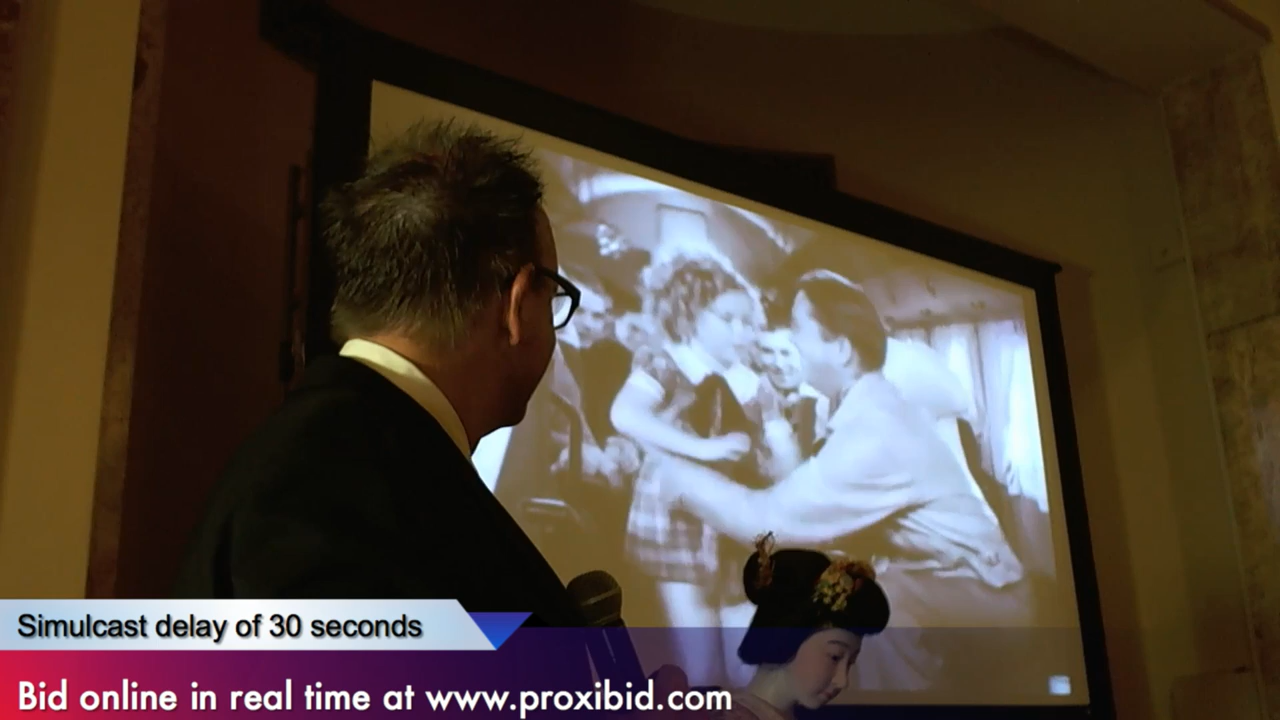 Simulcast delay of 30 seconds
Bid online in real time at www.proxibid.com